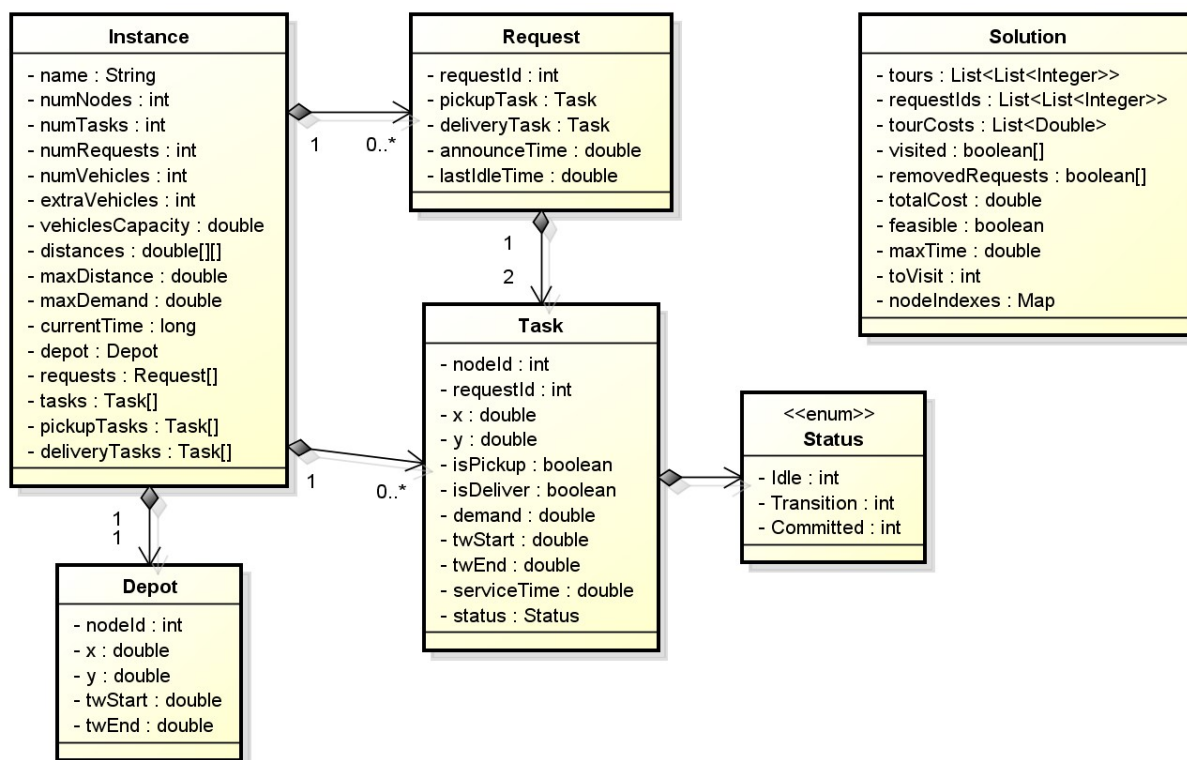 Instance
- name : String
- numNodes : int
- numTasks : int
- numRequests : int
- numVehicles : int
- extraVehicles : int
- vehiclesCapacity : double
- distances : double[][]
- maxDistance : double
- maxDemand : double
- currentTime : long
- depot : Depot
- requests : Request[]
- tasks : Task[]
- pickupTasks : Task[]
- deliveryTasks : Task[]
1
0..*
Request
- requestId : int
- pickupTask : Task
- deliveryTask : Task
- announceTime : double
- lastIdleTime : double
1
2
Solution
- tours : List<List<Integer>>
- requestIds : List<List<Integer>>
- tourCosts : List<Double>
- visited : boolean[]
- removedRequests : boolean[]
- totalCost : double
- feasible : boolean
- maxTime : double
- toVisit : int
- nodeIndexes : Map
1
0..*
Task
- nodeId : int
- requestId : int
- x : double
- y : double
- isPickup : boolean
- isDeliver : boolean
- demand : double
- twStart : double
- twEnd : double
- serviceTime : double
- status : Status
<<enum>>
Status
- Idle : int
- Transition : int
- Committed : int
1
1
Depot
- nodeId : int
- x : double
- y : double
- twStart : double
- twEnd : double